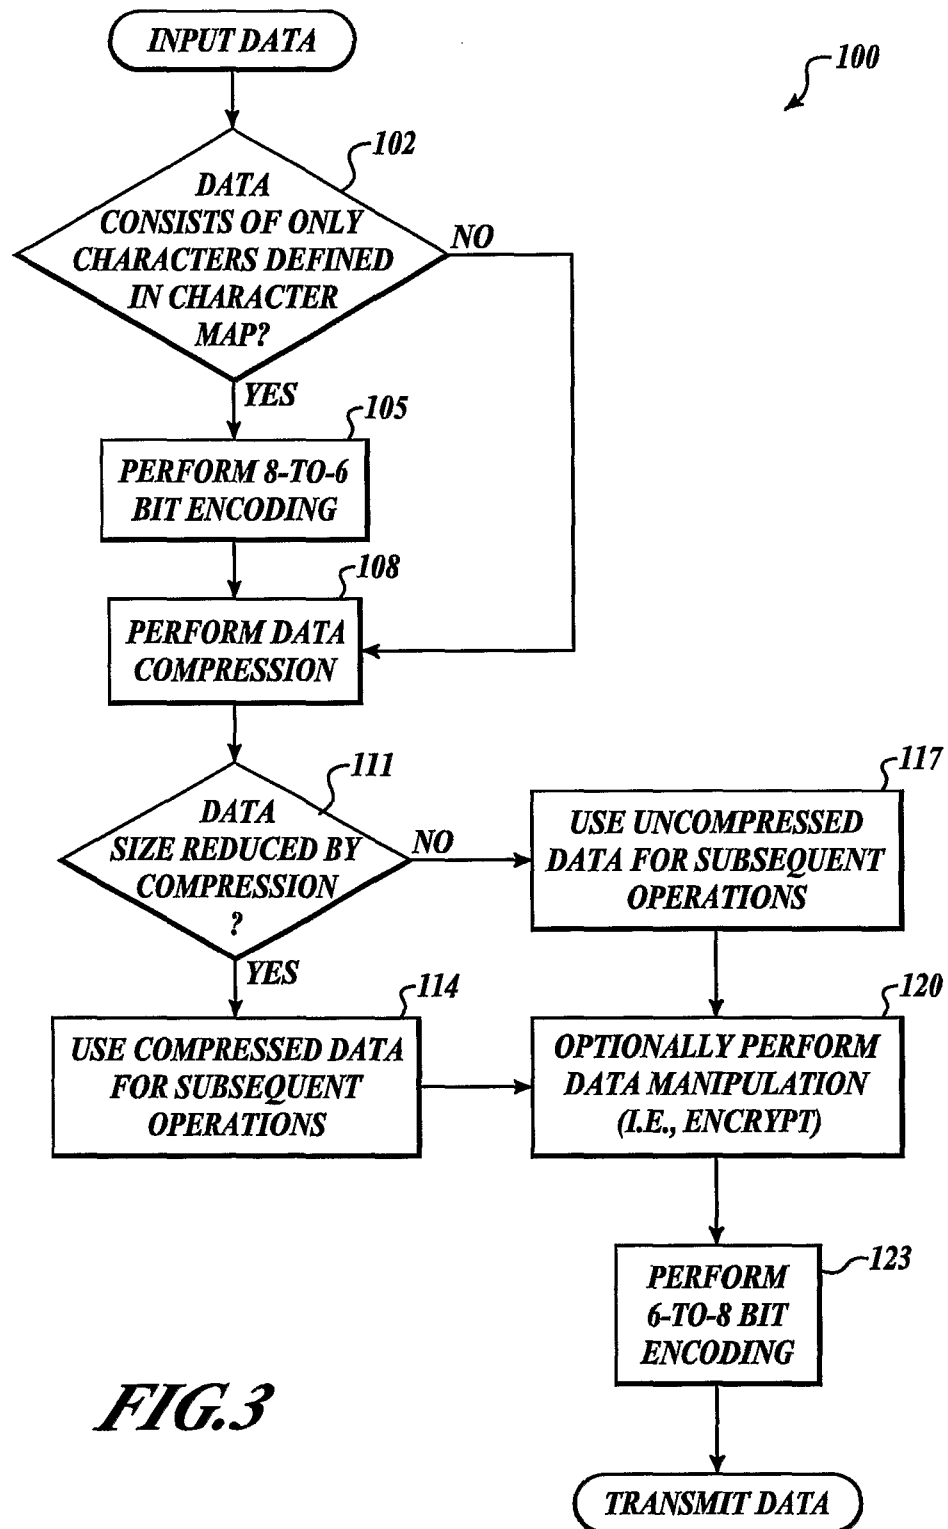 INPUT DATA
100
102
DATA
CONSISTS OF ONLY
CHARACTERS DEFINED
IN CHARACTER
MAP?
NO
YES
105
PERFORM 8-TO-6
BIT ENCODING
108
PERFORM DATA
COMPRESSION
111
DATA
SIZE REDUCED BY
COMPRESSION
?
NO
YES
117
USE UNCOMPRESSED
DATA FOR SUBSEQUENT
OPERATIONS
114
USE COMPRESSED DATA
FOR SUBSEQUENT
OPERATIONS
120
OPTIONALLY PERFORM
DATA MANIPULATION
(I.E., ENCRYPT)
123
PERFORM
6-TO-8 BIT
ENCODING
TRANSMIT DATA
FIG.3